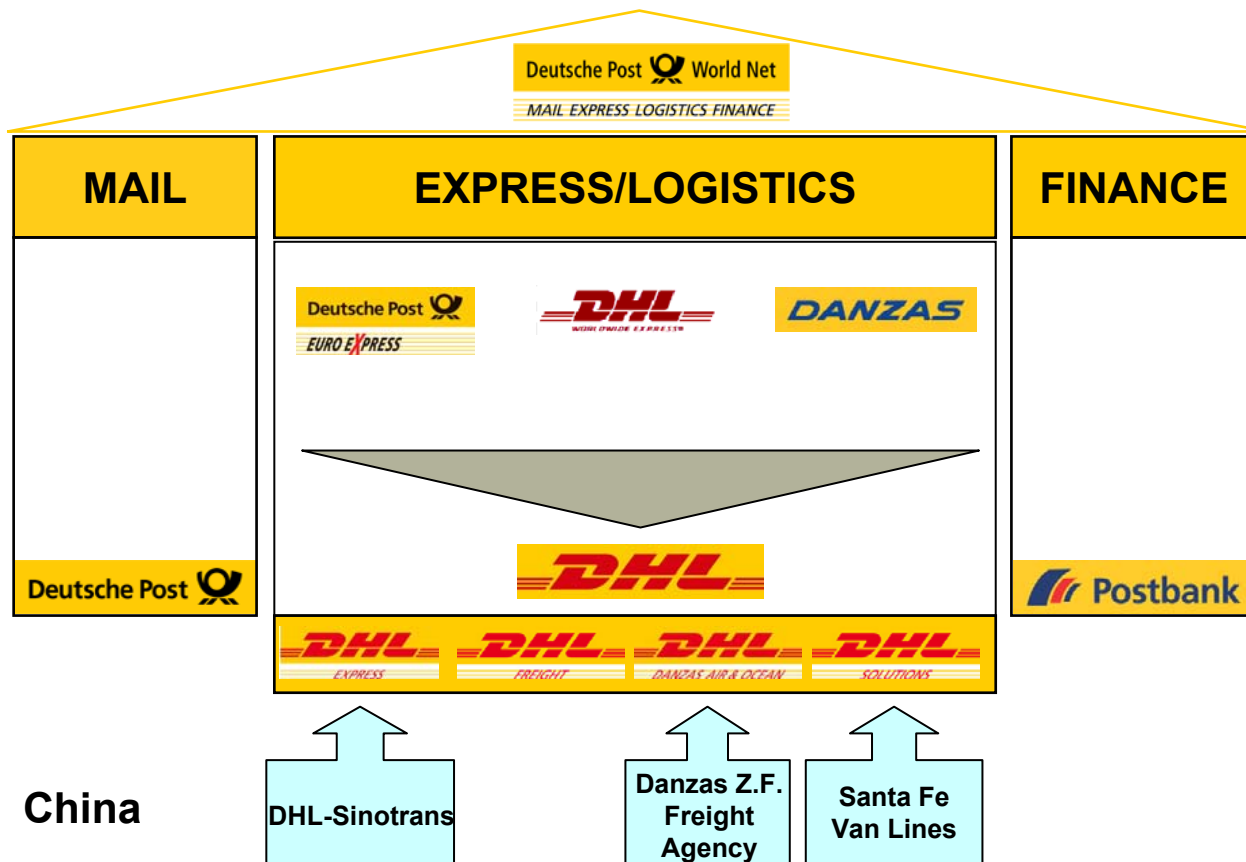 Deutsche Post World Net
MAIL EXPRESS LOGISTICS FINANCE
MAIL
EXPRESS/LOGISTICS
FINANCE
Deutsche Post
EURO EXPRESS
DHL
WORLDWIDE EXPRESS®
DANZAS
DHL
Deutsche Post
Postbank
DHL
EXPRESS
DHL
FREIGHT
DHL
DANZAS AIR & OCEAN
DHL
SOLUTIONS
China
DHL-Sinotrans
Danzas Z.F.
Freight
Agency
Santa Fe
Van Lines